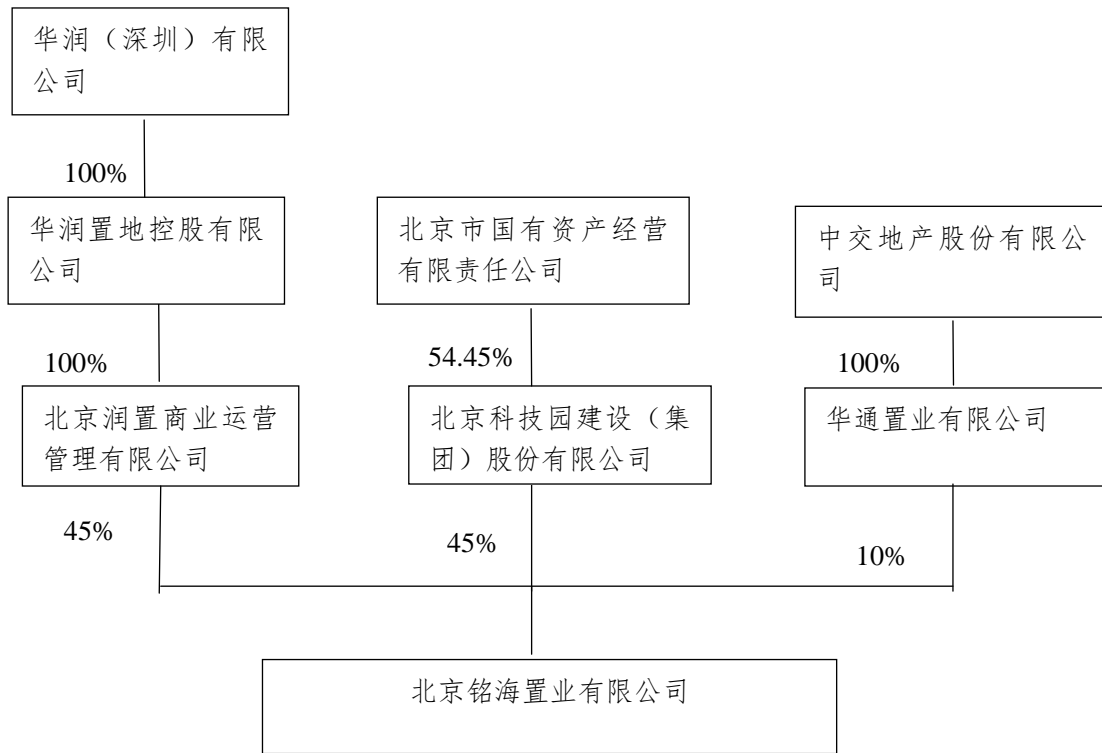 华润（深圳）有限
公司
100%
华润置地控股有限
公司
北京市国有资产经营
有限责任公司
中交地产股份有限公
司
100%
54.45%
100%
北京润置商业运营
管理有限公司
北京科技园建设（集
团）股份有限公司
华通置业有限公司
45%
45%
10%
北京铭海置业有限公司